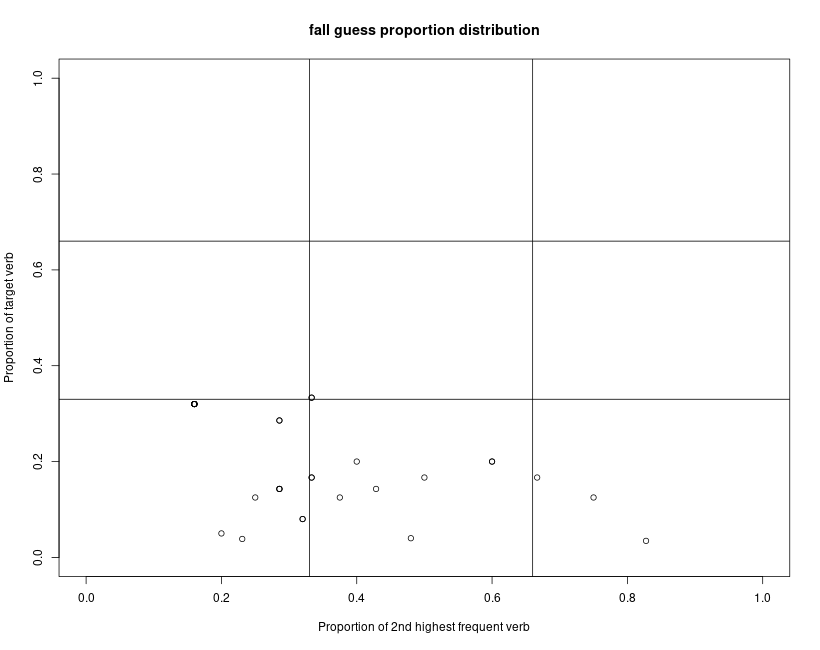 fall guess proportion distribution
1.0
0.8
0.6
0.4
0.2
0.0
Proportion of target verb
0.0 0.2 0.4 0.6 0.8 1.0
Proportion of 2nd highest frequent verb